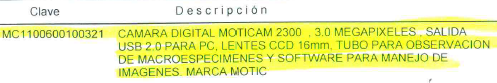 Clave Descripción
MC1100600100321 CAMARA DIGITAL MOTICAM 2300 , 3.0 MEGAPIXELES , SALIDA
USB 2.0 PARA PC, LENTES CCD 16mm, TUBO PARA OBSERVACION
DE MACROESPECIMENES Y SOFTWARE PARA MANEJO DE
IMAGENES. MARCA MOTIC